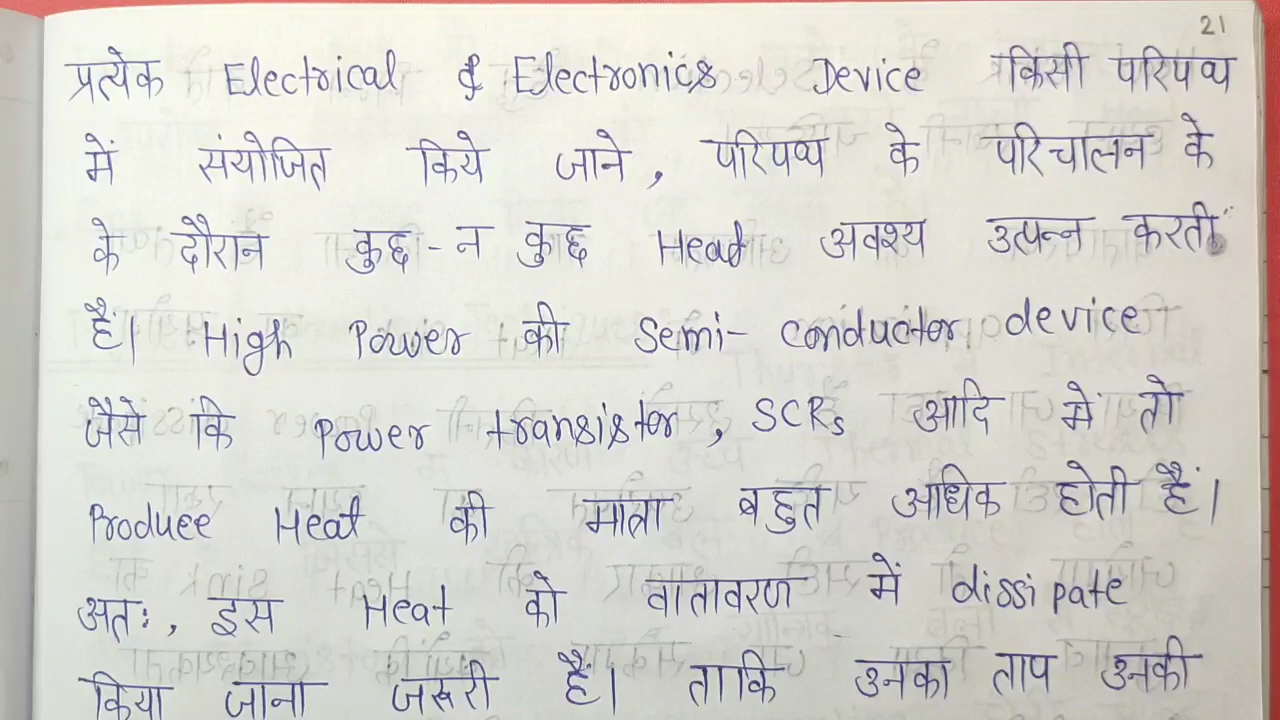 21
प्रत्येक Electrical & Electronics Device किसी परिपथ
में संयोजित किये जाने, परिपथ के परिचालन के
के दौरान कुछ-न कुछ Heat अवश्य उत्पन्न करती
हैं। High Power की Semi-conductor device
जैसे कि Power transistor, SCRs आदि में तो
Produce Heat की मात्रा बहुत अधिक होती है।
अतः, इस Heat को वातावरण में dissipate
किया जाना जरूरी हैं। ताकि उनका ताप उनकी